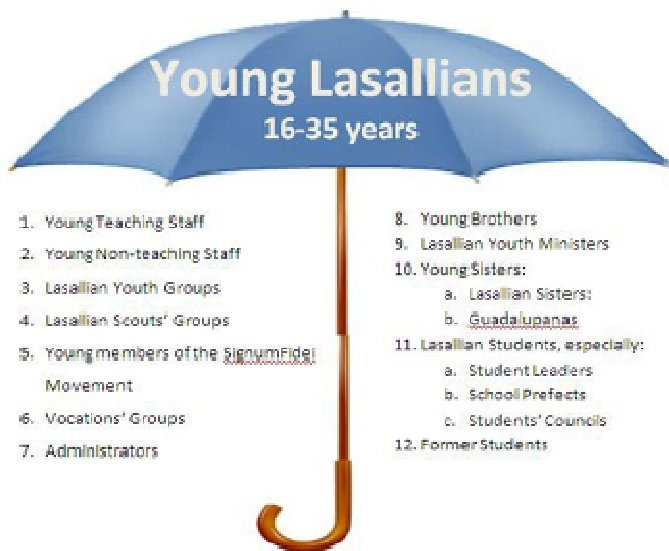 Young Lasallians
16-35 years
1. Young Teaching Staff
2. Young Non-teaching Staff
3. Lasallian Youth Groups
4. Lasallian Scouts' Groups
5. Young members of the SignumFidei
Movement
6. Vocations' Groups
7. Administrators
8. Young Brothers
9. Lasallian Youth Ministers
10. Young Sisters:
a. Lasallian Sisters:
b. Guadalupanas
11. Lasallian Students, especially:
a. Student Leaders
b. School Prefects
c. Students' Councils
12. Former Students